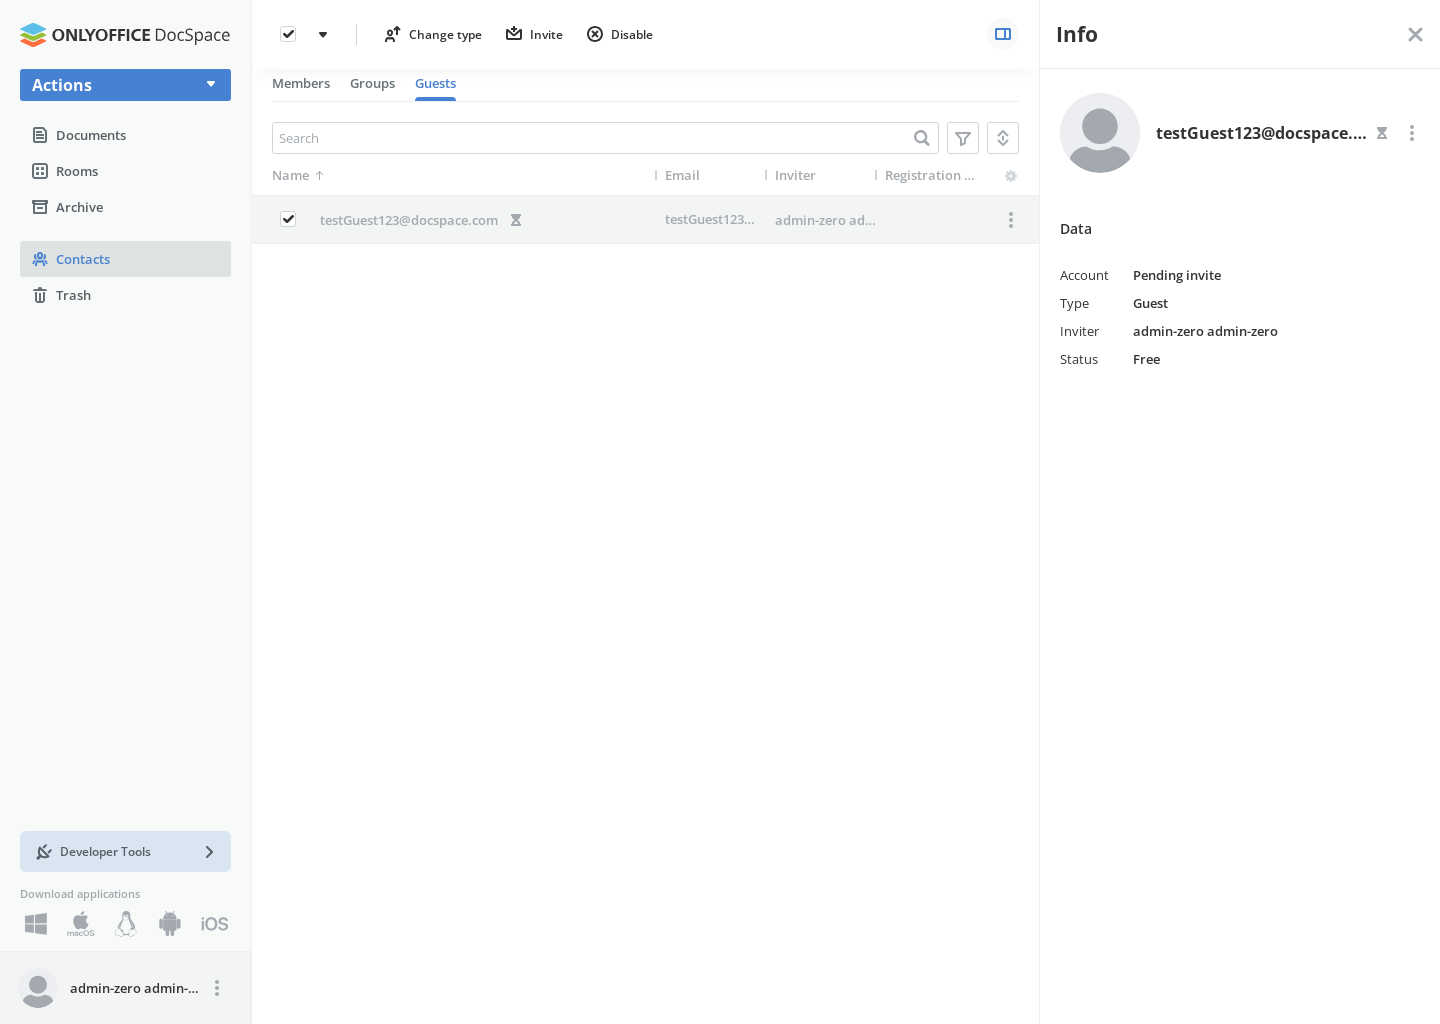 ONLYOFFICE DocSpace
Actions
Documents
Rooms
Archive
Contacts
Trash
Developer Tools
Download applications
macOS
iOS
admin-zero admin-...
Change type
Invite
Disable
Members
Groups
Guests
Search
Name
Email
Inviter
Registration ...
testGuest123@docspace.com
testGuest123...
admin-zero ad...
Info
testGuest123@docspace....
Data
Account Pending invite
Type Guest
Inviter admin-zero admin-zero
Status Free